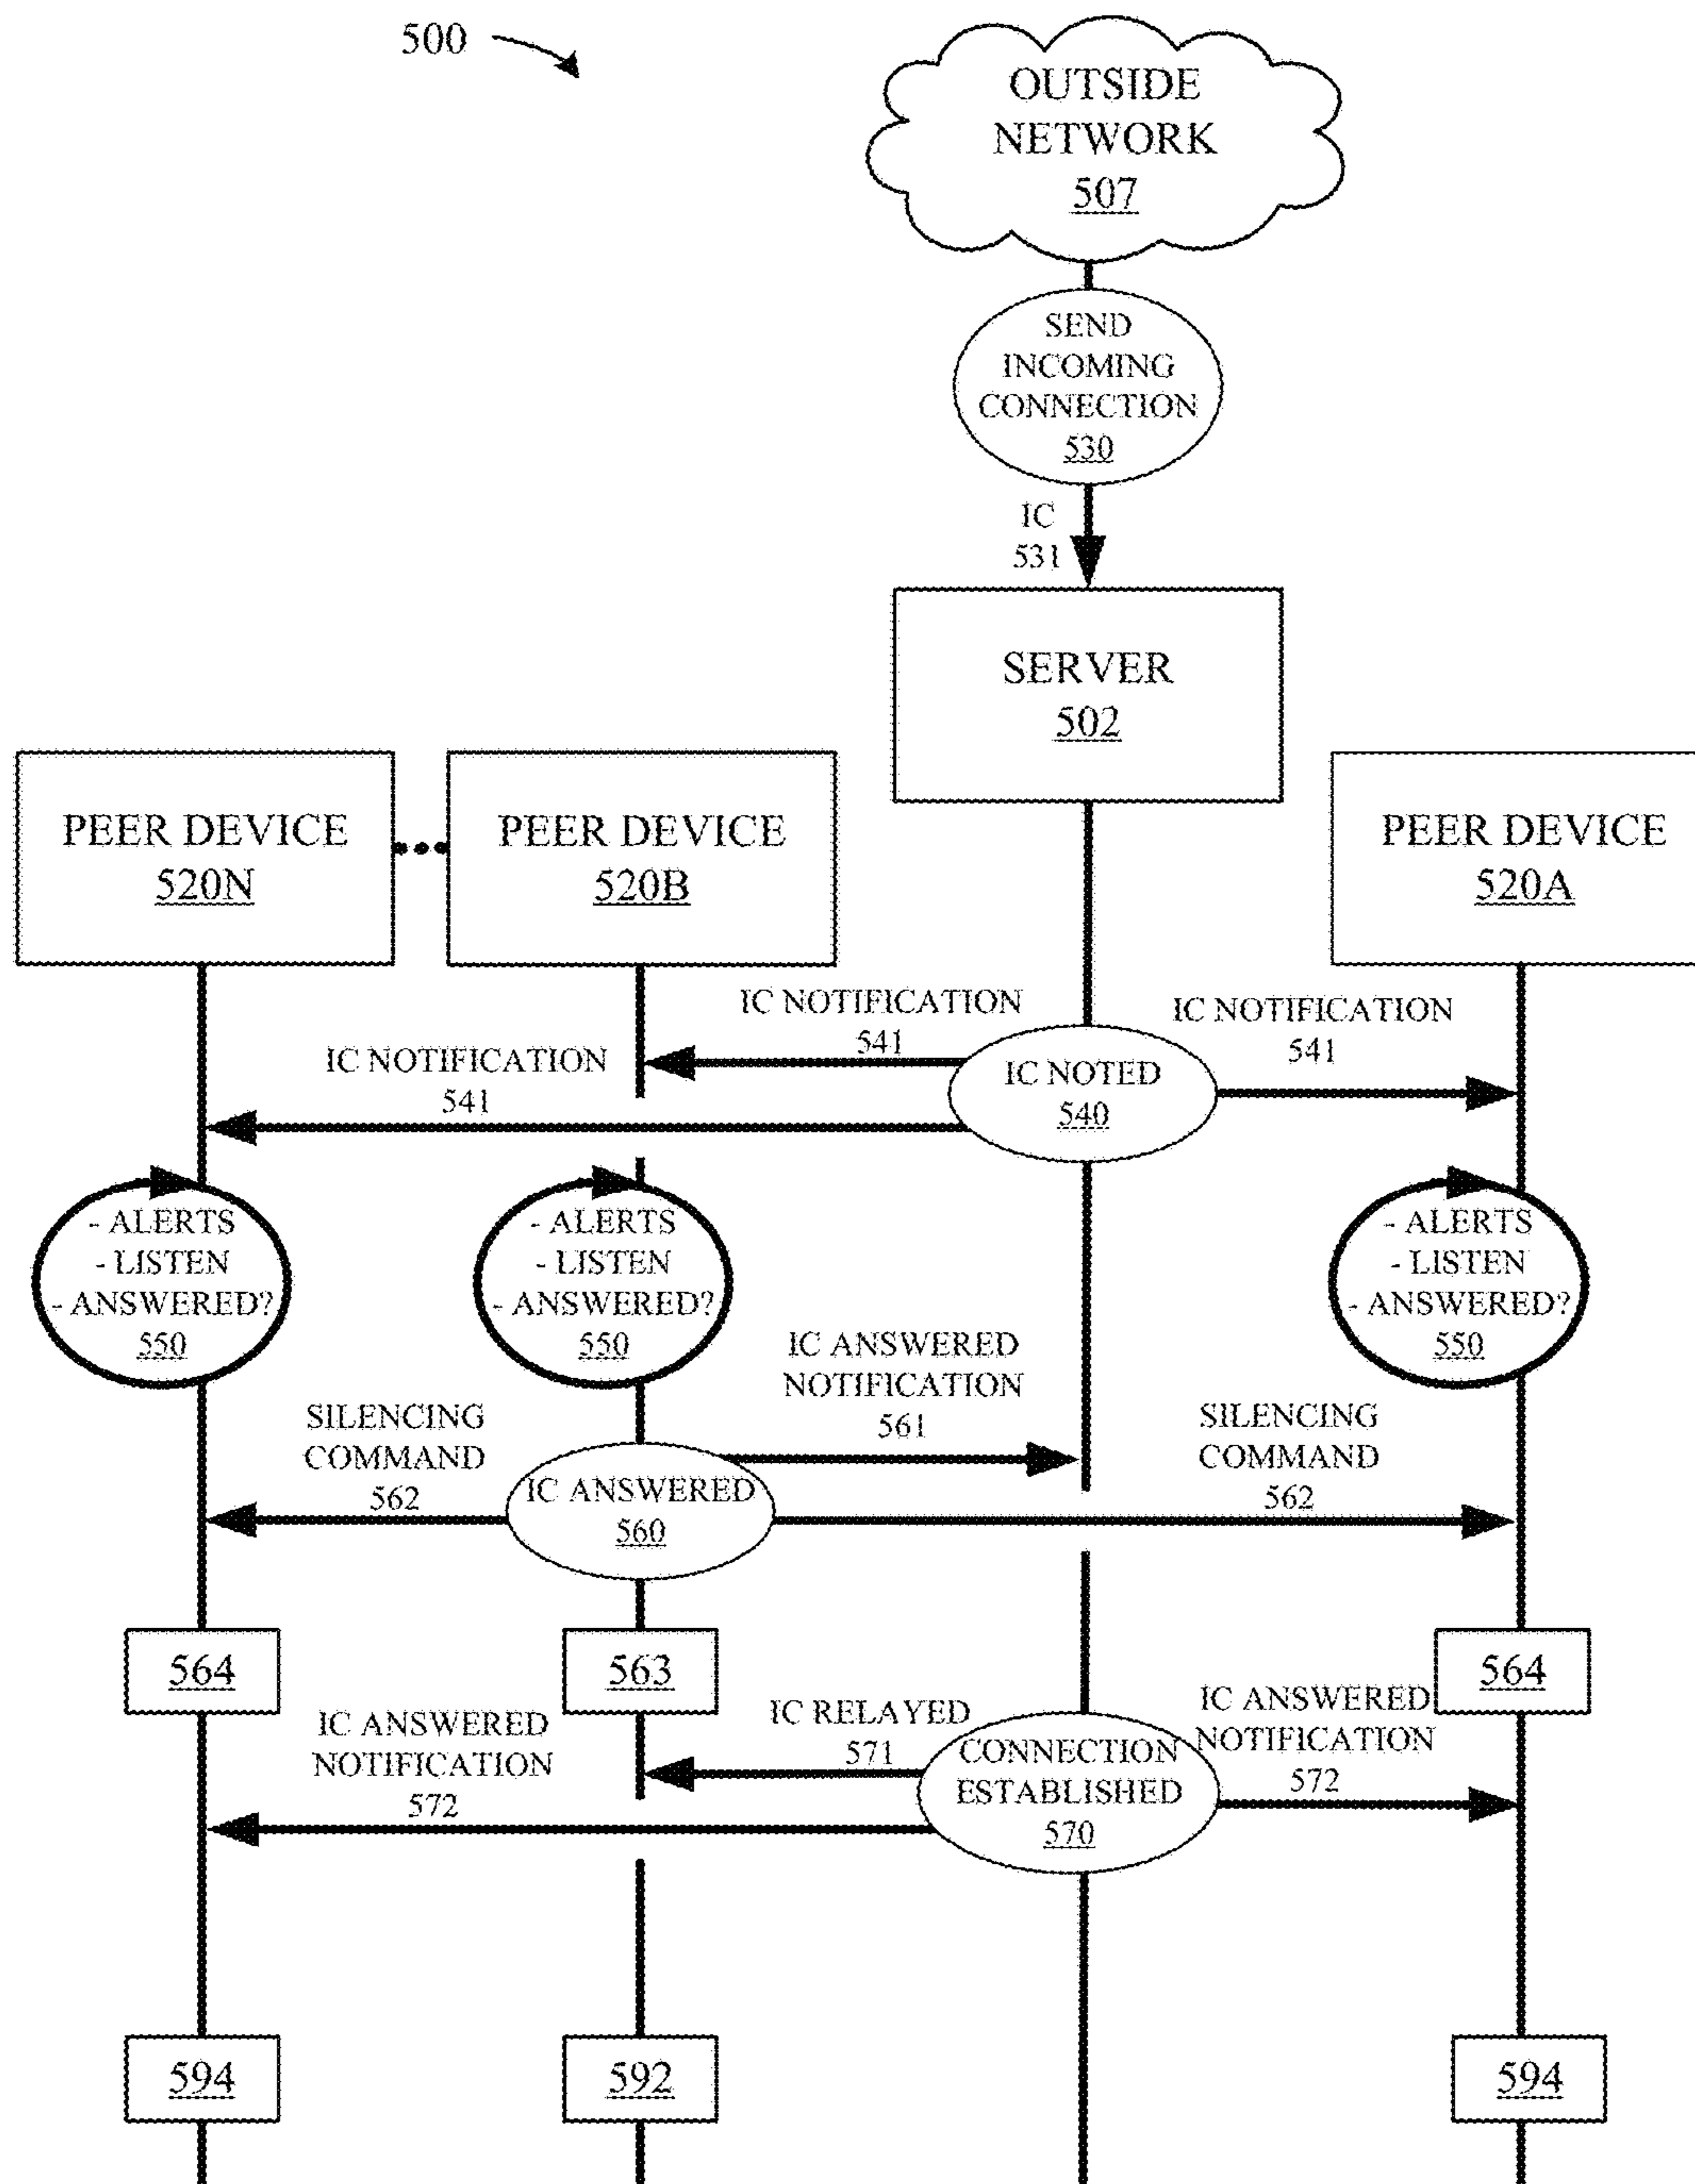 500
OUTSIDE
NETWORK
507
SEND
INCOMING
CONNECTION
530
IC
531
SERVER
502
PEER DEVICE
520N
PEER DEVICE
520B
PEER DEVICE
520A
IC NOTIFICATION
541
IC NOTIFICATION
541
IC NOTIFICATION
541
IC NOTED
540
- ALERTS
- LISTEN
- ANSWERED?
550
- ALERTS
- LISTEN
- ANSWERED?
550
- ALERTS
- LISTEN
- ANSWERED?
550
IC ANSWERED
NOTIFICATION
561
SILENCING
COMMAND
562
IC ANSWERED
560
SILENCING
COMMAND
562
564
563
564
IC ANSWERED
NOTIFICATION
572
IC RELAYED
571
CONNECTION
ESTABLISHED
570
IC ANSWERED
NOTIFICATION
572
594
592
594